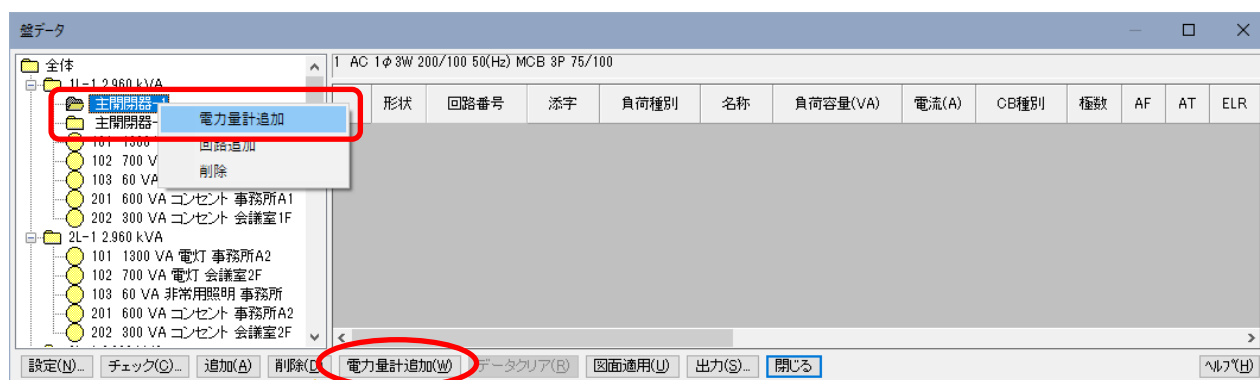 盤データ
全体
1L-1 2.960 kVA
主開閉器-1
主開閉器-
102 700 V
103 60 VA
201 600 VA コンセント 事務所A1
202 300 VA コンセント 会議室1F
2L-1 2.960 kVA
101 1300 VA 電灯 事務所A2
102 700 VA 電灯 会議室2F
103 60 VA 非常用照明 事務所
201 600 VA コンセント 事務所A2
202 300 VA コンセント 会議室2F
電力量計追加
回路追加
削除
1 AC 1φ3W 200/100 50(Hz) MCB 3P 75/100
形状 回路番号 添字 負荷種別 名称 負荷容量(VA) 電流(A) CB種別 極数 AF AT ELR
設定(N)... チェック(C)... 追加(A) 削除(D 電力量計追加(W) データクリア(R) 図面適用(U) 出力(S)... 閉じる ヘルプ(H)